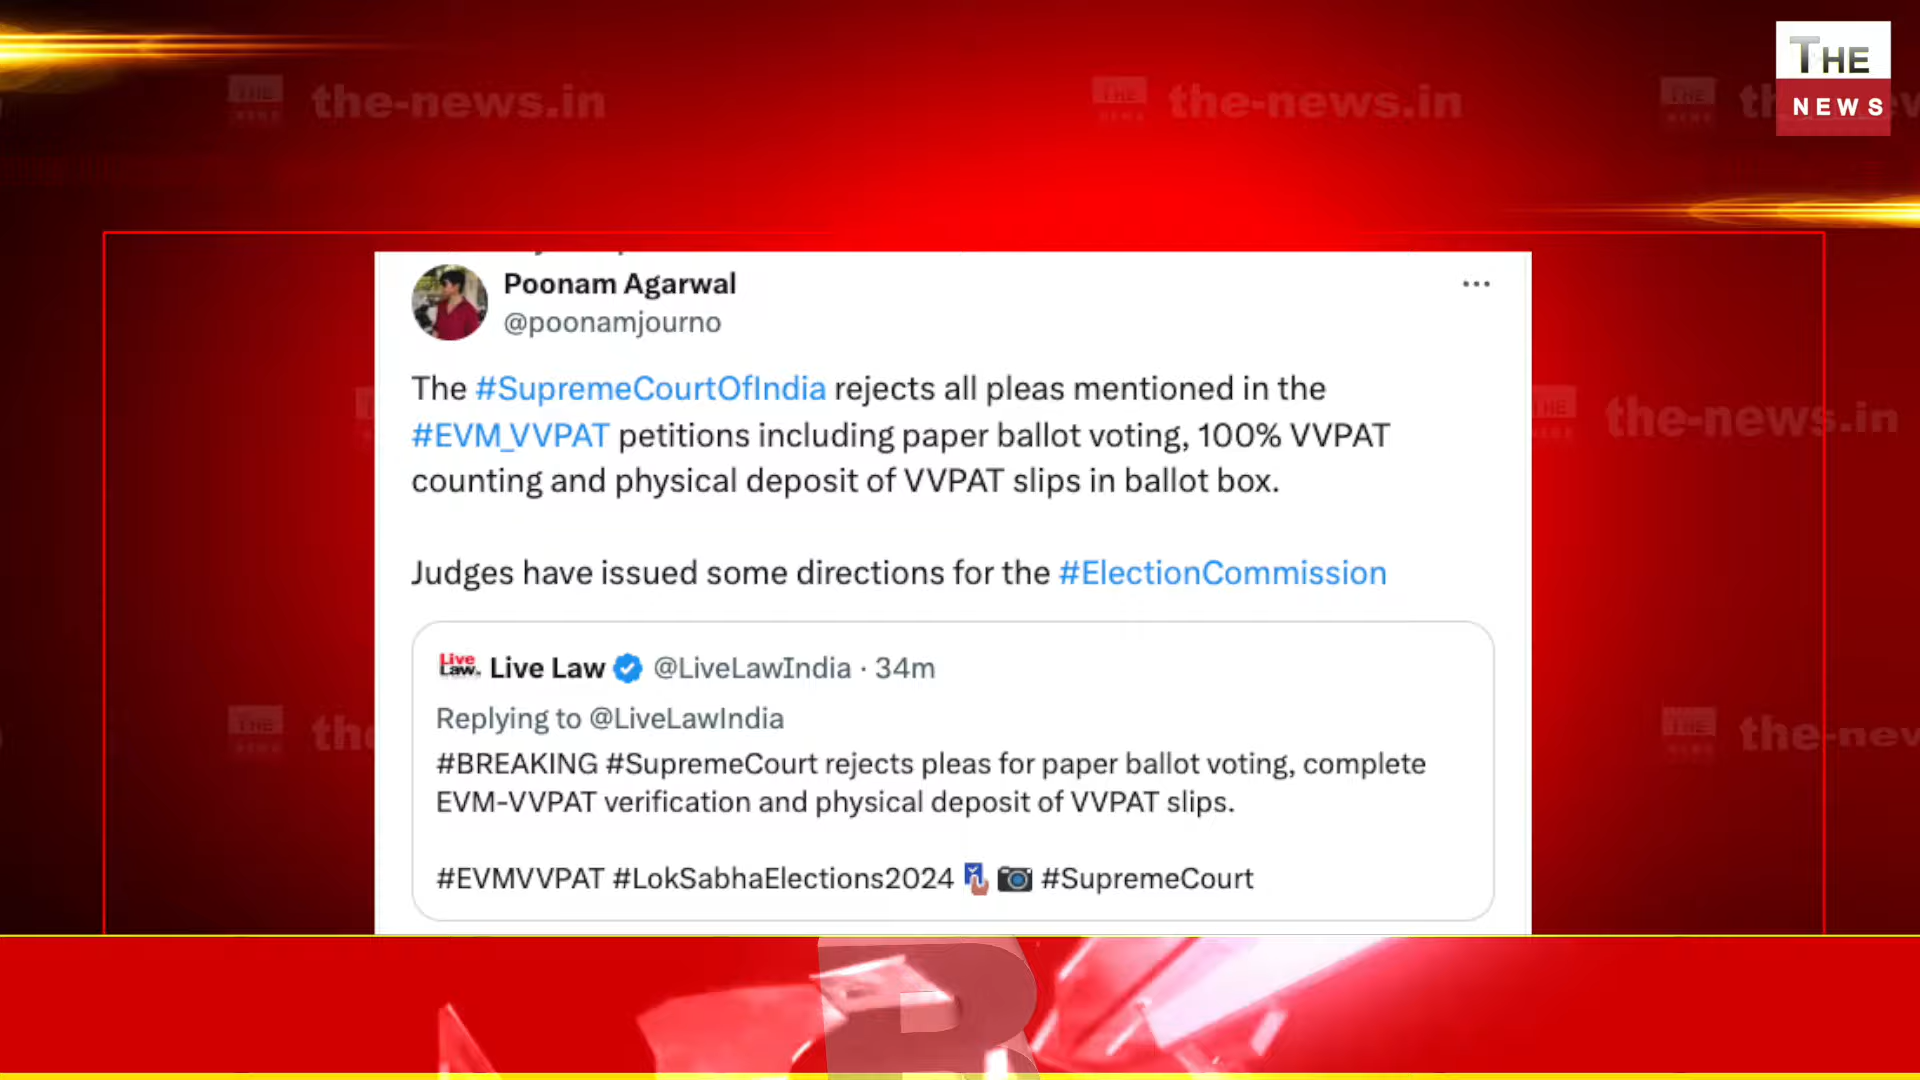 THE
NEWS
the-news.in
the-news.in
Poonam Agarwal
@poonamjourno
The #SupremeCourtOfIndia rejects all pleas mentioned in the
#EVM_VVPAT petitions including paper ballot voting, 100% VVPAT
counting and physical deposit of VVPAT slips in ballot box.
Judges have issued some directions for the #ElectionCommission
the-news.in
Live Law. Live Law @LiveLawIndia · 34m
Replying to @LiveLawIndia
#BREAKING #SupremeCourt rejects pleas for paper ballot voting, complete
EVM-VVPAT verification and physical deposit of VVPAT slips.
#EVMVVPAT #LokSabhaElections2024 #SupremeCourt
B